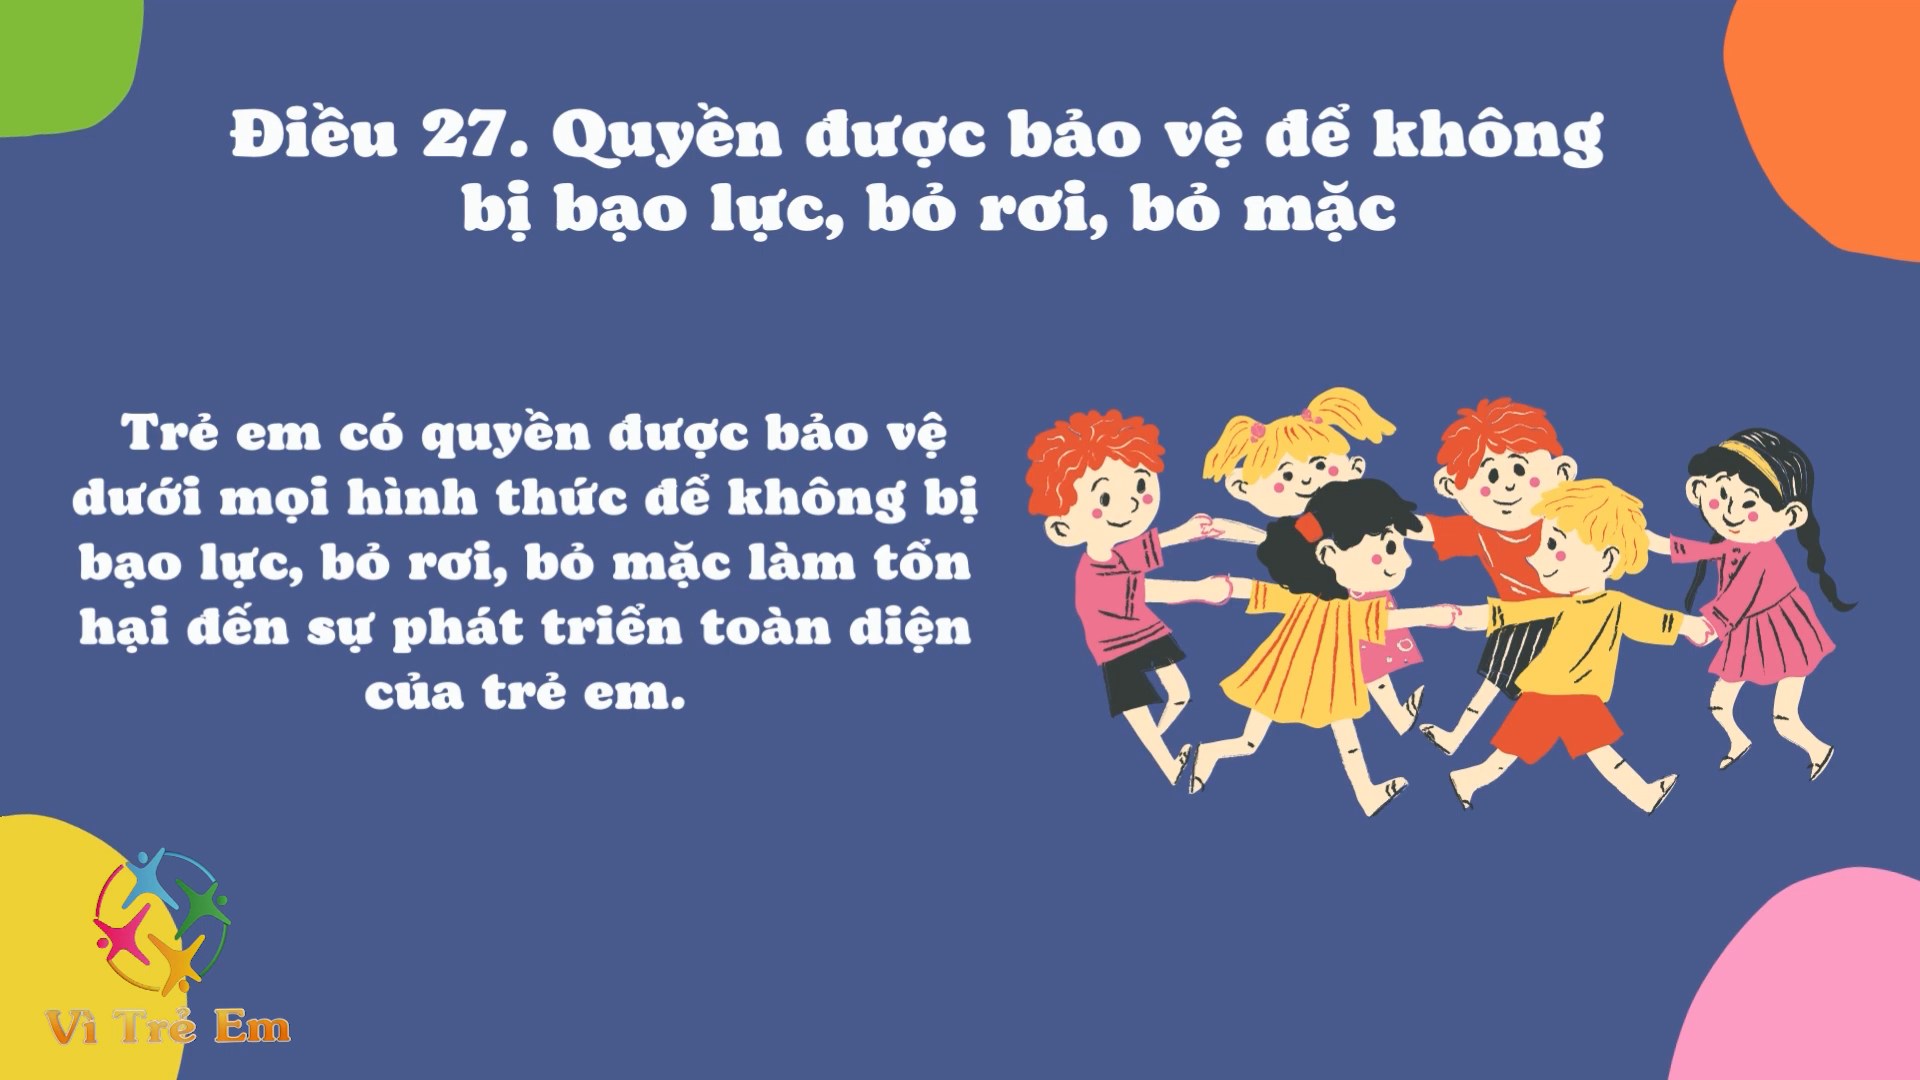 Điều 27. Quyền được bảo vệ để không
bị bạo lực, bỏ rơi, bỏ mặc
Trẻ em có quyền được bảo vệ
dưới mọi hình thức để không bị
bạo lực, bỏ rơi, bỏ mặc làm tổn
hại đến sự phát triển toàn diện
của trẻ em.
Vì Trẻ Em